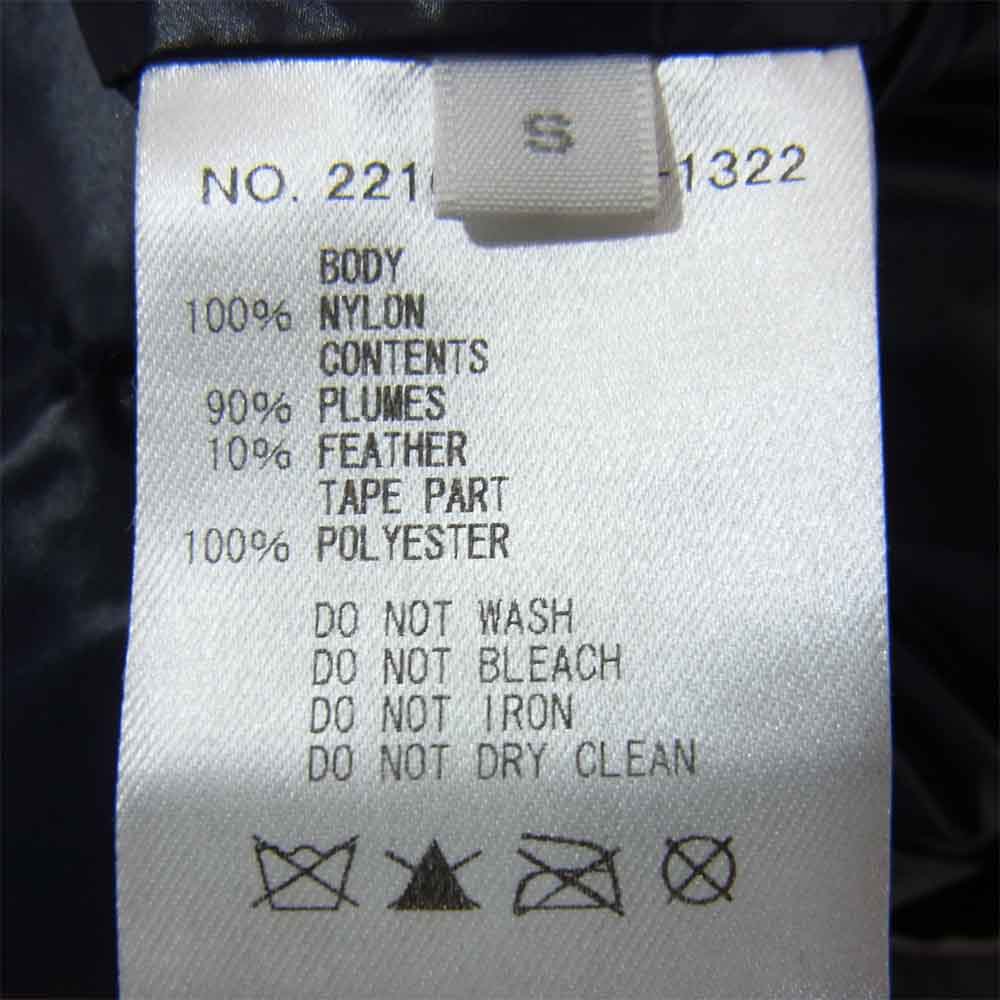 S
NO. 221 -1322
BODY
100% NYLON
CONTENTS
90% PLUMES
10% FEATHER
TAPE PART
100% POLYESTER
DO NOT WASH
DO NOT BLEACH
DO NOT IRON
DO NOT DRY CLEAN